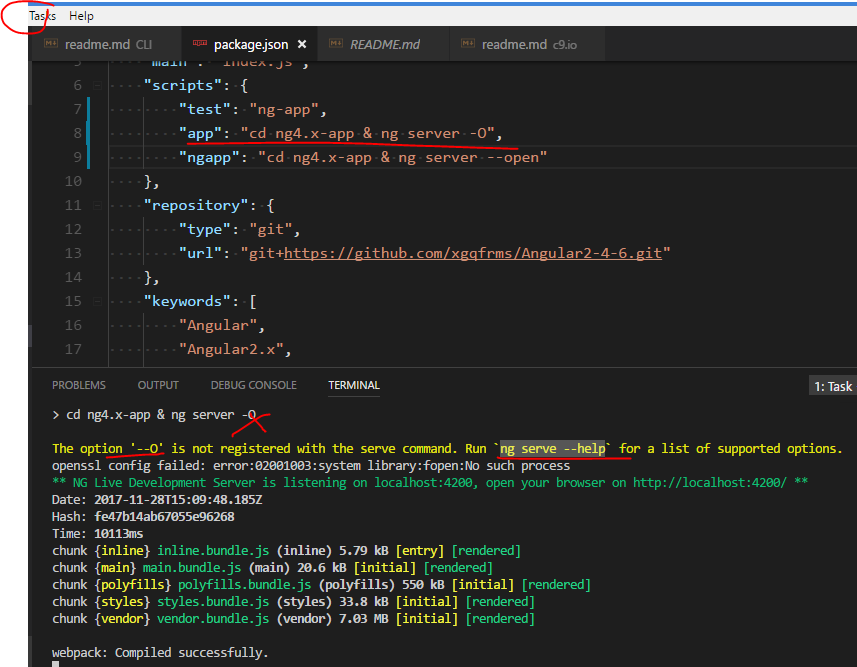 Tasks Help
readme.md CLI package.json × README.md readme.md c9.io
5 "main": "index.js",
6 "scripts": {
7 "test": "ng-app",
8 "app": "cd ng4.x-app & ng server -O",
9 "ngapp": "cd ng4.x-app & ng server --open"
10 },
11 "repository": {
12 "type": "git",
13 "url": "git+https://github.com/xgqfrms/Angular2-4-6.git"
14 },
15 "keywords": [
16 "Angular",
17 "Angular2.x",
PROBLEMS OUTPUT DEBUG CONSOLE TERMINAL 1: Task
> cd ng4.x-app & ng server -O
The option '--O' is not registered with the serve command. Run `ng serve --help` for a list of supported options.
openssl config failed: error:02001003:system library:fopen:No such process
** NG Live Development Server is listening on localhost:4200, open your browser on http://localhost:4200/ **
Date: 2017-11-28T15:09:48.185Z
Hash: fe47b14ab67055e96268
Time: 10113ms
chunk {inline} inline.bundle.js (inline) 5.79 kB [entry] [rendered]
chunk {main} main.bundle.js (main) 20.6 kB [initial] [rendered]
chunk {polyfills} polyfills.bundle.js (polyfills) 550 kB [initial] [rendered]
chunk {styles} styles.bundle.js (styles) 33.8 kB [initial] [rendered]
chunk {vendor} vendor.bundle.js (vendor) 7.03 MB [initial] [rendered]
webpack: Compiled successfully.